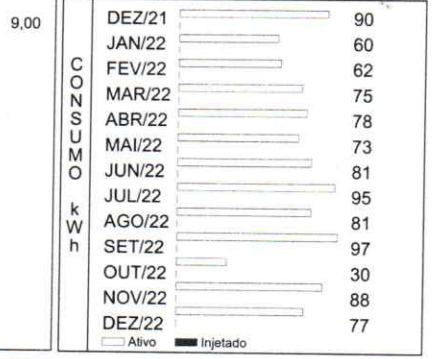 9,00
CONSUMO kWh
DEZ/21 90
JAN/22 60
FEV/22 62
MAR/22 75
ABR/22 78
MAI/22 73
JUN/22 81
JUL/22 95
AGO/22 81
SET/22 97
OUT/22 30
NOV/22 88
DEZ/22 77
Ativo Injetado